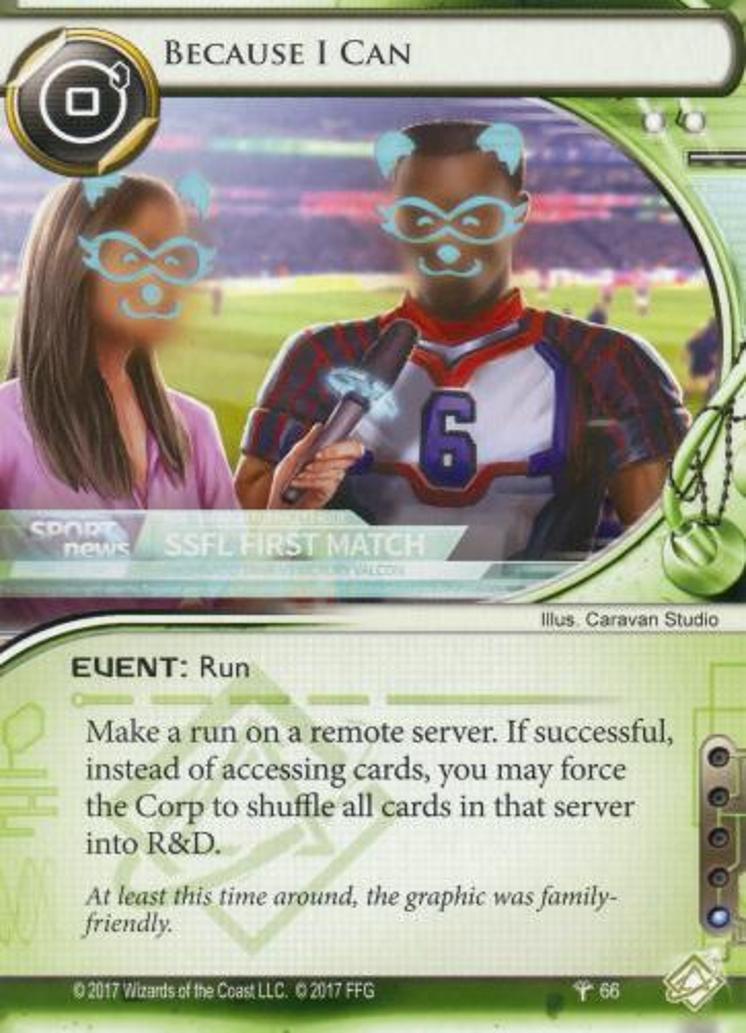 Because I Can
6
SPORT
news
SSFL FIRST MATCH
Illus. Caravan Studio
EVENT: Run
Make a run on a remote server. If successful,
instead of accessing cards, you may force
the Corp to shuffle all cards in that server
into R&D.
At least this time around, the graphic was family-
friendly.
© 2017 Wizards of the Coast LLC. © 2017 FFG
66